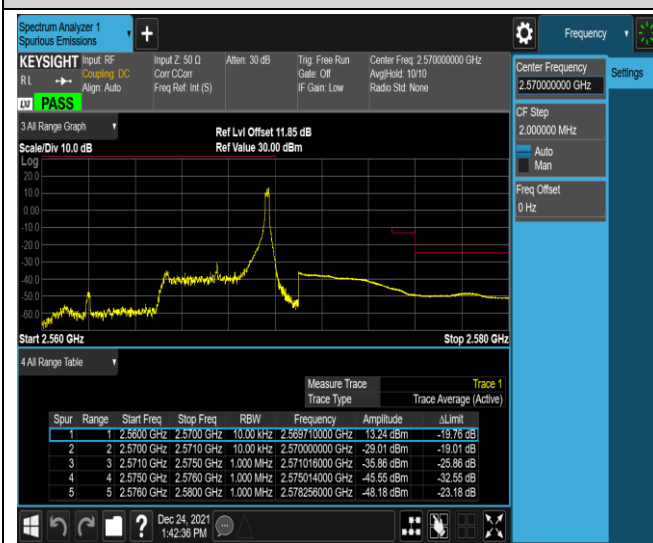 Spectrum Analyzer 1
Spurious Emissions
+
Frequency
KEYSIGHT Input: RF Input Z: 50 Ω Atten: 30 dB Trig: Free Run Center Freq: 2.570000000 GHz
RL Coupling: DC Corr CCorr Gate: Off Avg|Hold: 10/10
Align: Auto Freq Ref: Int (S) IF Gain: Low Radio Std: None
PASS
Center Frequency
2.570000000 GHz
Settings
CF Step
2.000000 MHz
Auto
Man
Freq Offset
0 Hz
3 All Range Graph
Ref Lvl Offset 11.85 dB
Scale/Div 10.0 dB Ref Value 30.00 dBm
Log
20.0
10.0
0.00
-10.0
-20.0
-30.0
-40.0
-50.0
-60.0
Start 2.560 GHz Stop 2.580 GHz
4 All Range Table
Measure Trace Trace 1
Trace Type Trace Average (Active)
Spur Range Start Freq Stop Freq RBW Frequency Amplitude ΔLimit
1 1 2.5600 GHz 2.5700 GHz 10.00 kHz 2.569710000 GHz 13.24 dBm -19.76 dB
2 2 2.5700 GHz 2.5710 GHz 10.00 kHz 2.570000000 GHz -29.01 dBm -19.01 dB
3 3 2.5710 GHz 2.5750 GHz 1.000 MHz 2.571016000 GHz -35.86 dBm -25.86 dB
4 4 2.5750 GHz 2.5760 GHz 1.000 MHz 2.575014000 GHz -45.55 dBm -32.55 dB
5 5 2.5760 GHz 2.5800 GHz 1.000 MHz 2.578256000 GHz -48.18 dBm -23.18 dB
?
Dec 24, 2021
1:42:36 PM